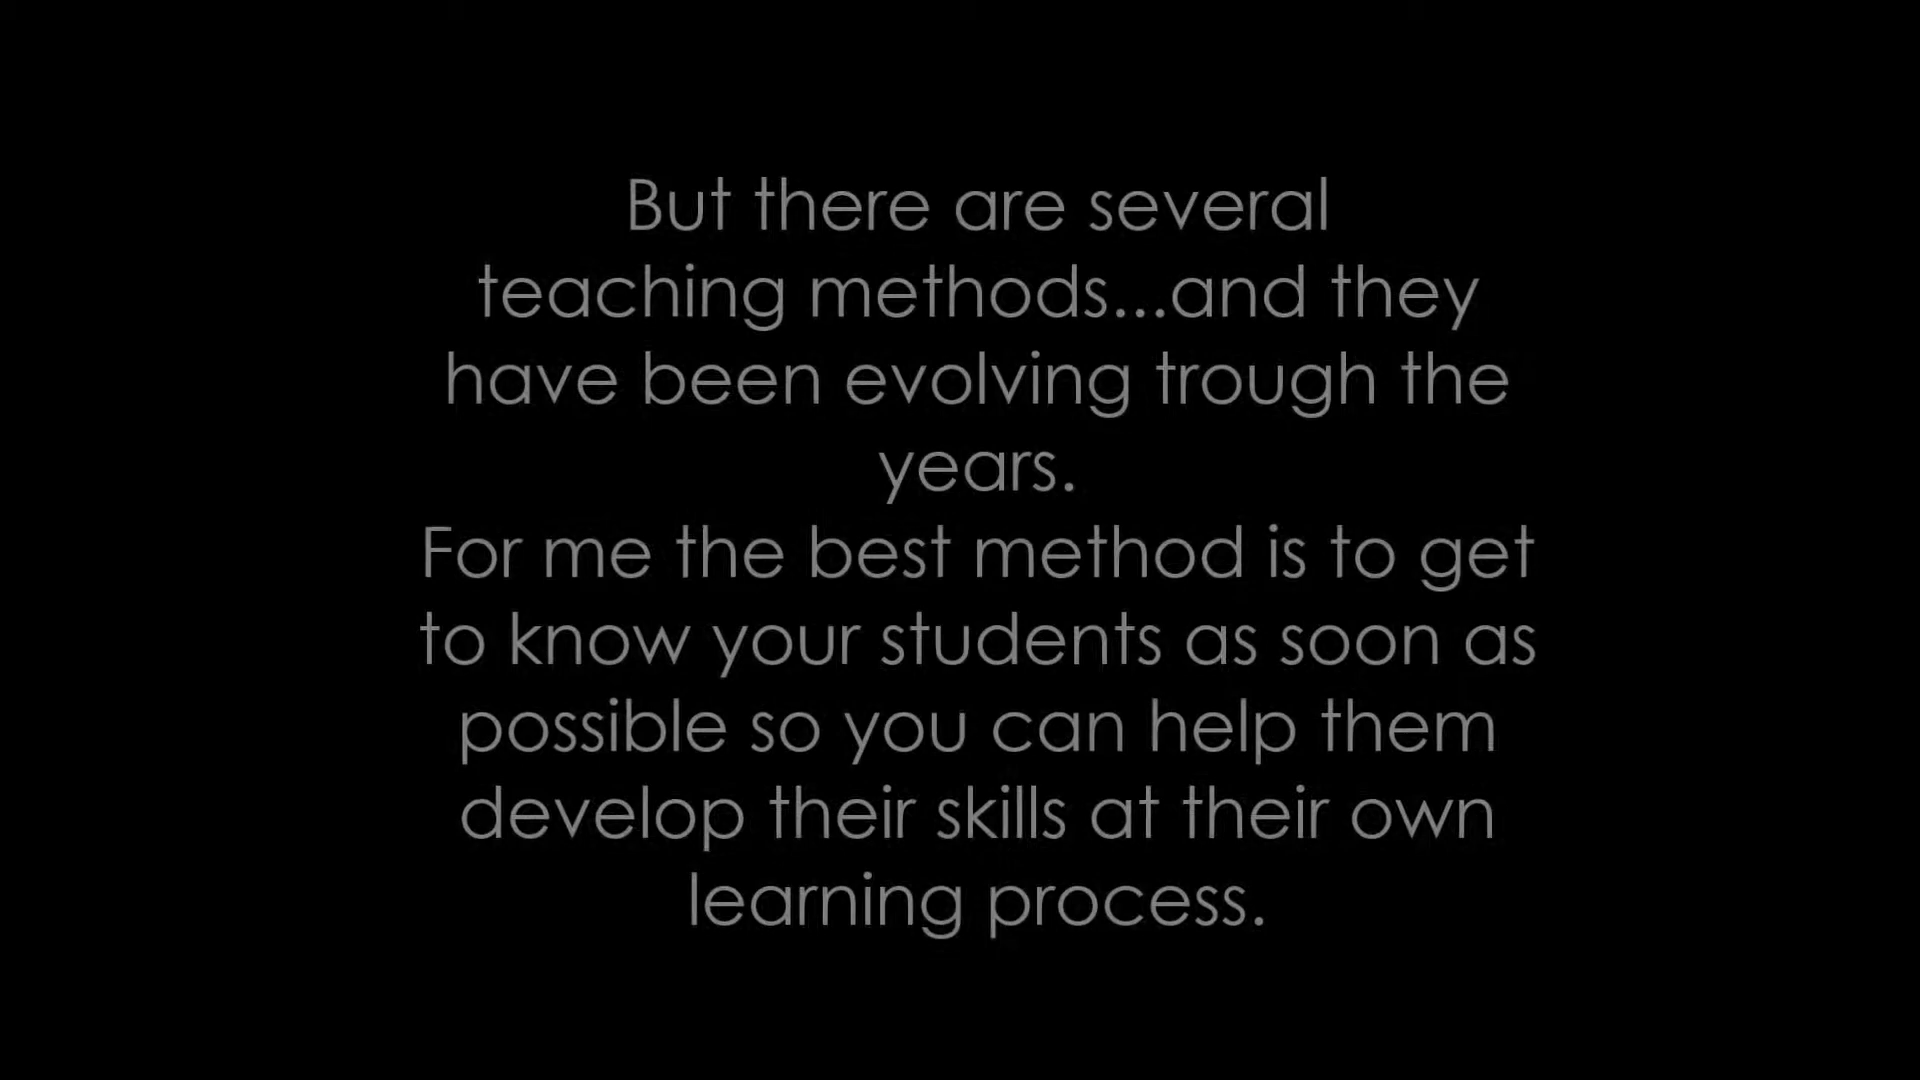 But there are several
teaching methods...and they
have been evolving trough the
years.
For me the best method is to get
to know your students as soon as
possible so you can help them
develop their skills at their own
learning process.